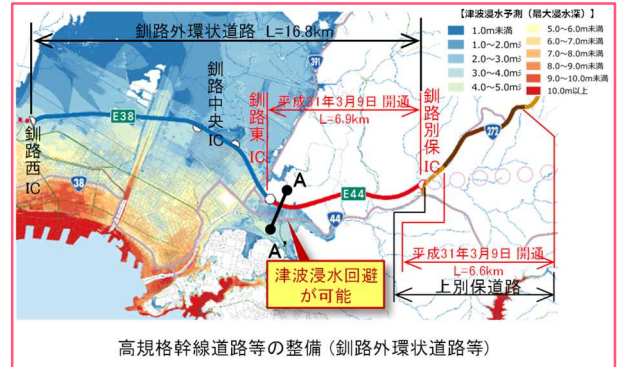 【津波浸水予測（最大浸水深）】
1.0m未満
1.0～2.0m未
2.0～3.0m未
3.0～4.0m未
4.0～5.0m未
5.0～6.0m未満
6.0～7.0m未満
7.0～8.0m未満
8.0～9.0m未満
9.0～10.0m未満
10.0m以上
釧路外環状道路 L=16.8km
391
釧路中央IC
釧路東IC
平成31年3月9日 開通
L=6.9km
釧路別保IC
272
釧路西IC
E38
38
A
E44
44
A'
津波浸水回避
が可能
平成31年3月9日 開通
L=6.6km
上別保道路
高規格幹線道路等の整備（釧路外環状道路等）